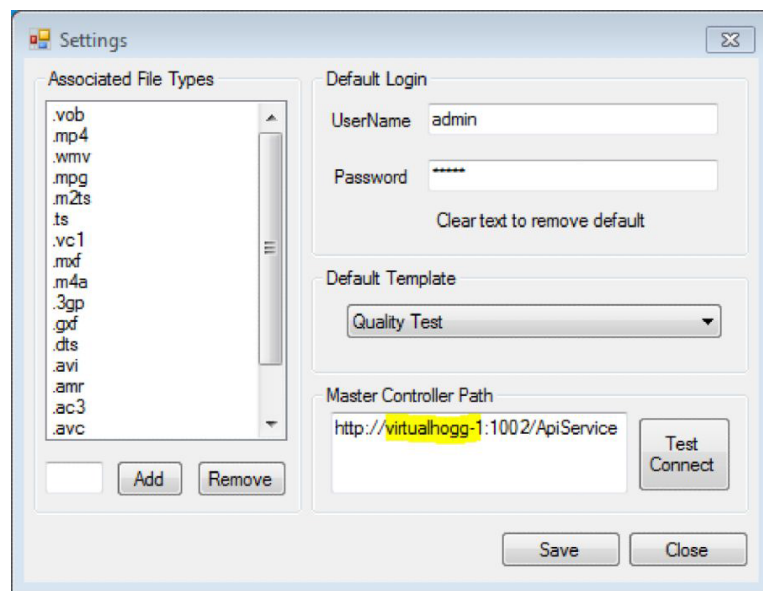 Settings
Associated File Types
.vob
.mp4
.wmv
.mpg
.m2ts
.ts
.vc1
.mxf
.m4a
.3gp
.gxf
.dts
.avi
.amr
.ac3
.avc
Add
Remove
Default Login
UserName
admin
Password
*****
Clear text to remove default
Default Template
Quality Test
Master Controller Path
http://virtualhogg-1:1002/ApiService
Test
Connect
Save
Close